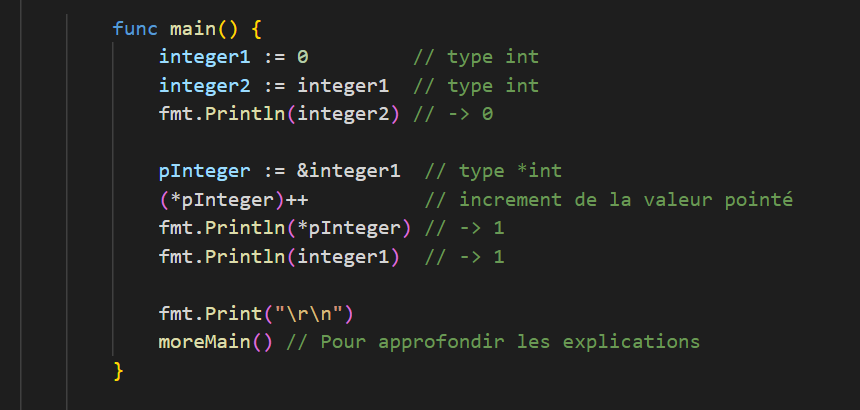 func main() {
integer1 := 0 // type int
integer2 := integer1 // type int
fmt.Println(integer2) // -> 0
pInteger := &integer1 // type *int
(*pInteger)++ // increment de la valeur pointé
fmt.Println(*pInteger) // -> 1
fmt.Println(integer1) // -> 1
fmt.Print("\r\n")
moreMain() // Pour approfondir les explications
}